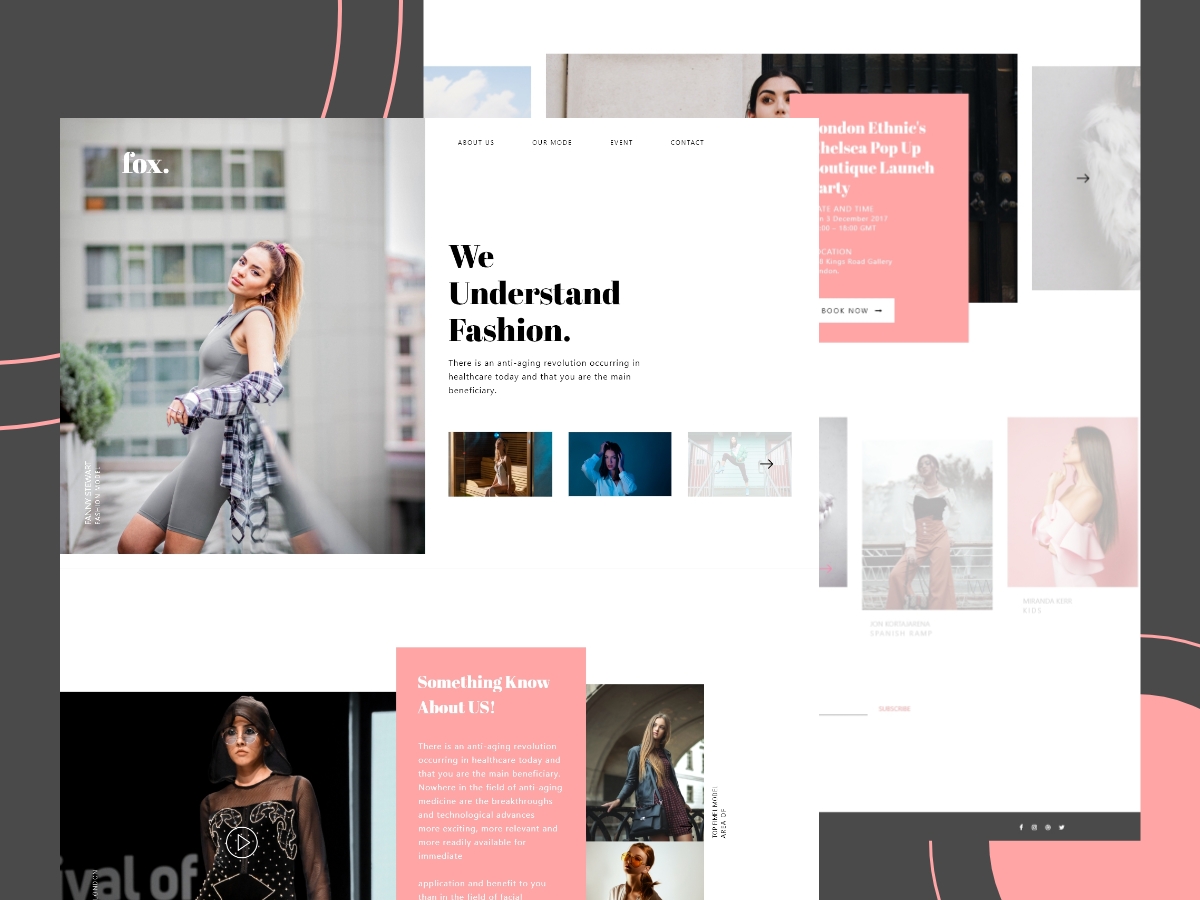 fox.
ABOUT US
OUR MODE
EVENT
CONTACT
We
Understand
Fashion.
There is an anti-aging revolution occurring in
healthcare today and that you are the main
beneficiary.
FANNY STEWART
FASHION MODEL
ondon Ethnic's
helsea Pop Up
outique Launch
arty
ATE AND TIME
n 3 December 2017
:00 – 18:00 GMT
OCATION
8 Kings Road Gallery
ndon.
BOOK NOW
JON KORTAJARENA
SPANISH RAMP
MIRANDA KERR
KIDS
SUBSCRIBE
Something Know
About US!
There is an anti-aging revolution
occurring in healthcare today and
that you are the main beneficiary.
Nowhere in the field of anti-aging
medicine are the breakthroughs
and technological advances
more exciting, more relevant and
more readily available for
immediate
application and benefit to you
than in the field of facial
ival of
LONDON
AREA OF